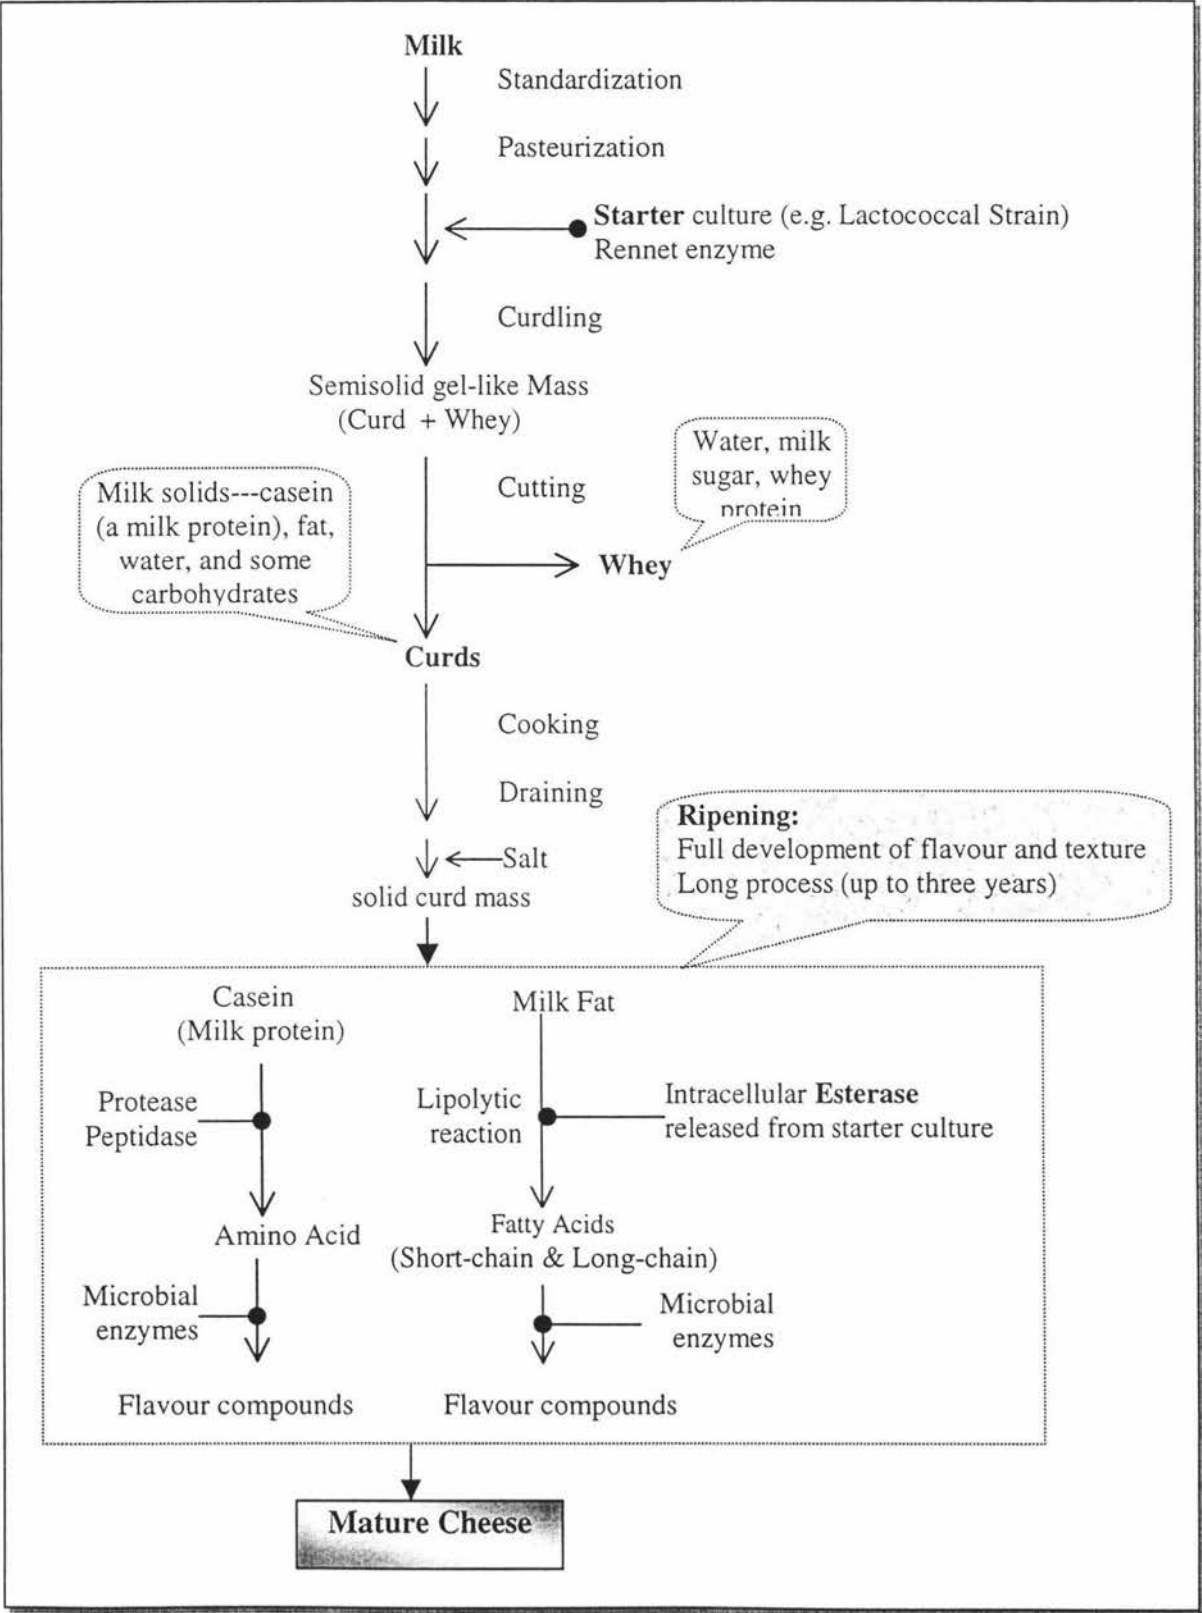 Milk
Standardization
Pasteurization
Starter culture (e.g. Lactococcal Strain)
Rennet enzyme
Curdling
Semisolid gel-like Mass
(Curd + Whey)
Water, milk
sugar, whey
protein
Cutting
Milk solids---casein
(a milk protein), fat,
water, and some
carbohydrates
Whey
Curds
Cooking
Draining
Ripening:
Full development of flavour and texture
Long process (up to three years)
Salt
solid curd mass
Casein
(Milk protein)
Milk Fat
Protease
Peptidase
Lipolytic
reaction
Intracellular Esterase
released from starter culture
Amino Acid
Fatty Acids
(Short-chain & Long-chain)
Microbial
enzymes
Microbial
enzymes
Flavour compounds
Flavour compounds
Mature Cheese